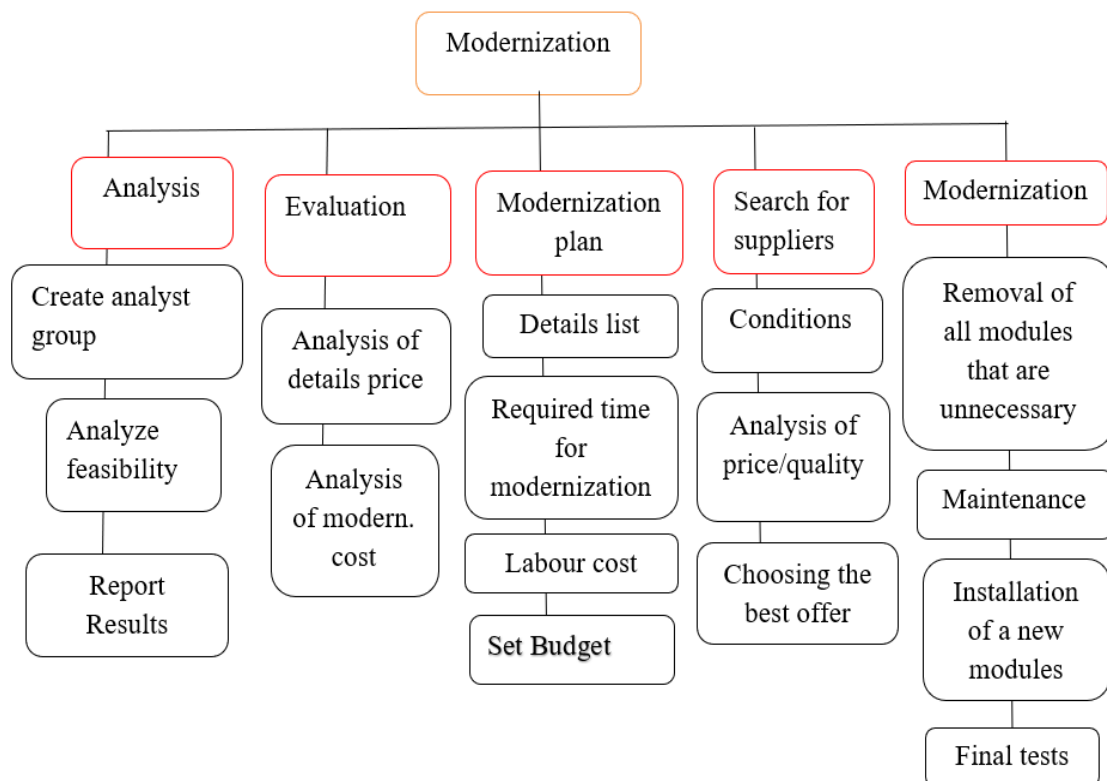 Modernization
Analysis
Create analyst
group
Analyze
feasibility
Report
Results
Evaluation
Analysis of
details price
Analysis
of modern.
cost
Modernization
plan
Details list
Required time
for
modernization
Labour cost
Set Budget
Search for
suppliers
Conditions
Analysis of
price/quality
Choosing the
best offer
Modernization
Removal of
all modules
that are
unnecessary
Maintenance
Installation
of a new
modules
Final tests